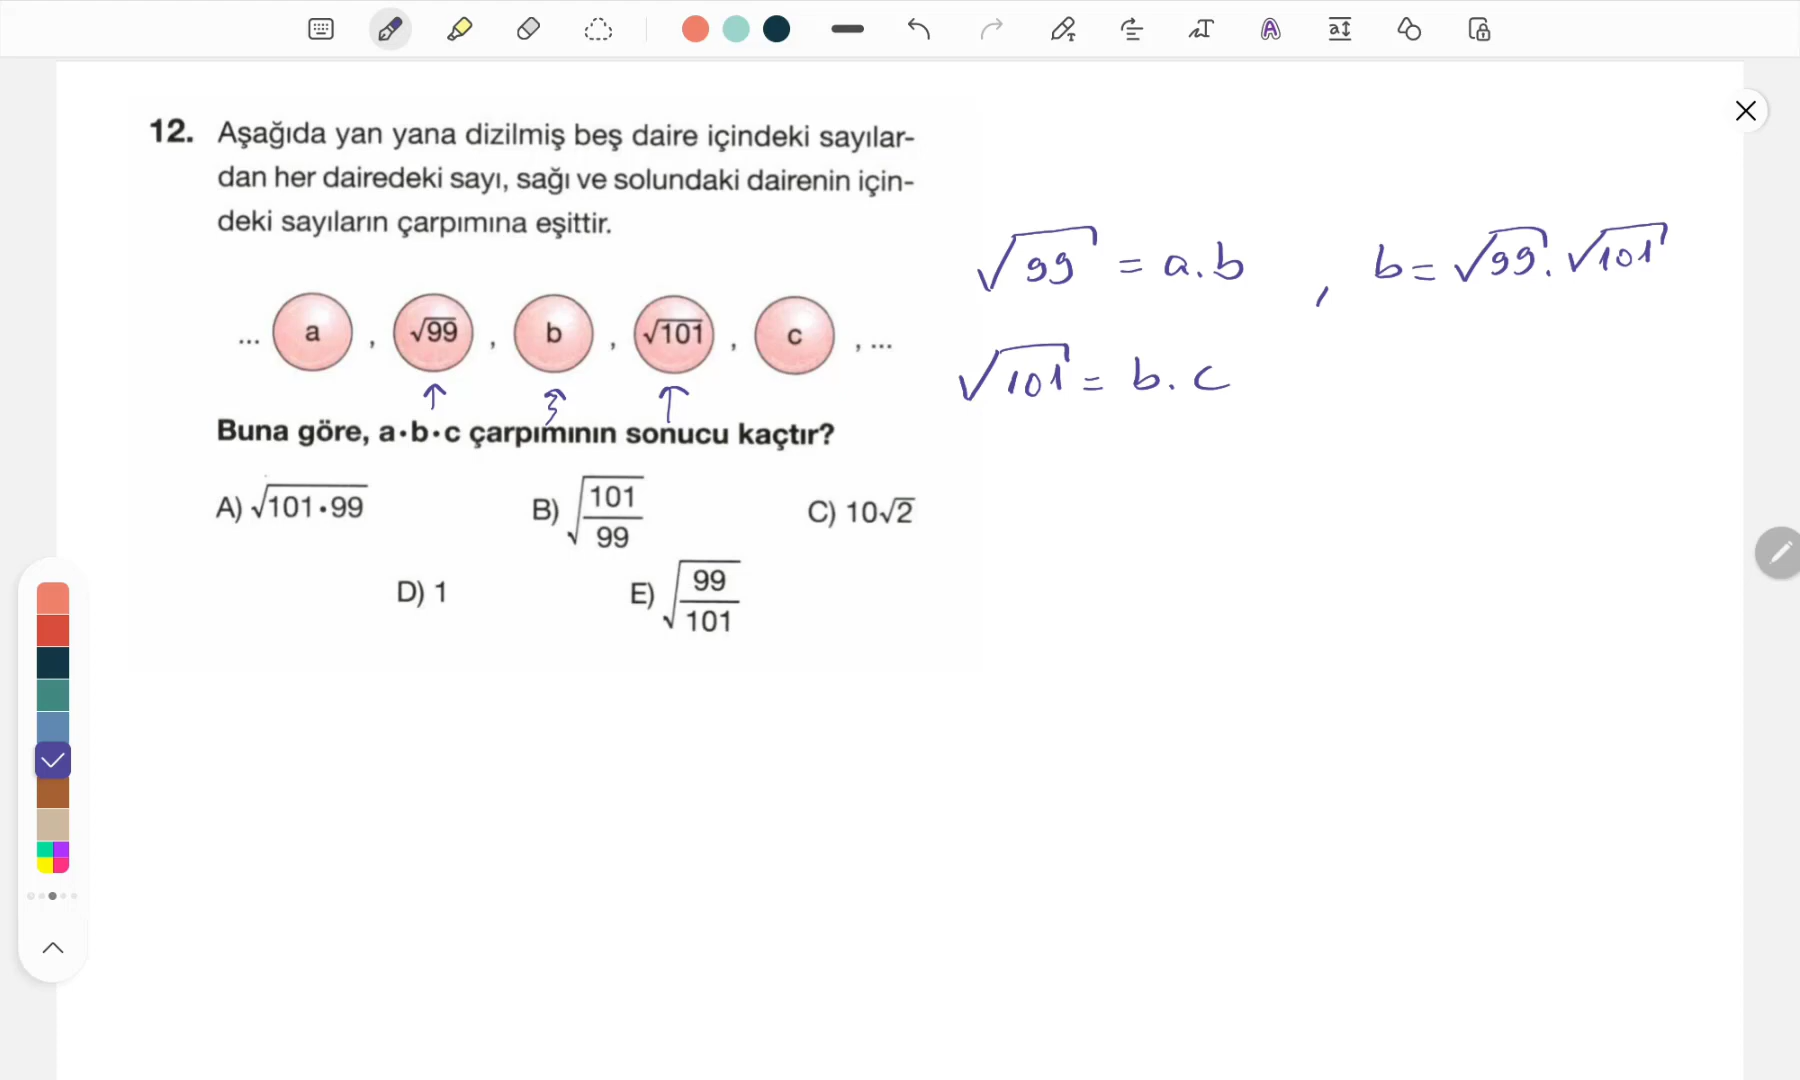 12. Aşağıda yan yana dizilmiş beş daire içindeki sayılar-
dan her dairedeki sayı, sağı ve solundaki dairenin için-
deki sayıların çarpımına eşittir.
... a , √99 , b , √101 , c , ...
Buna göre, a·b·c çarpımının sonucu kaçtır?
A) √(101·99) B) √(101/99) C) 10√2
D) 1 E) √(99/101)
√99 = a.b , b = √99 . √101
√101 = b.c